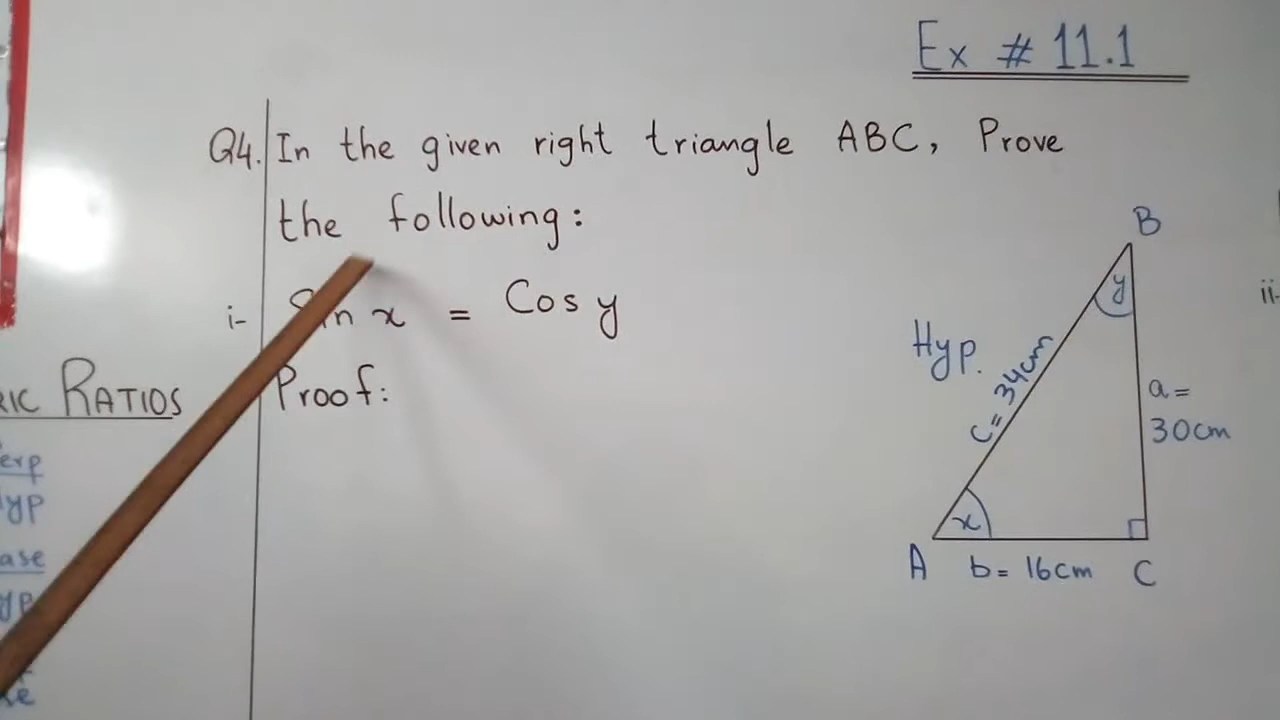 Ex # 11.1
Q4. In the given right triangle ABC, Prove
the following:
i- Sin x = Cos y
Proof:
RATIOS
B
y
Hyp.
c= 34cm
a=
30cm
x
A b= 16cm C
ii-